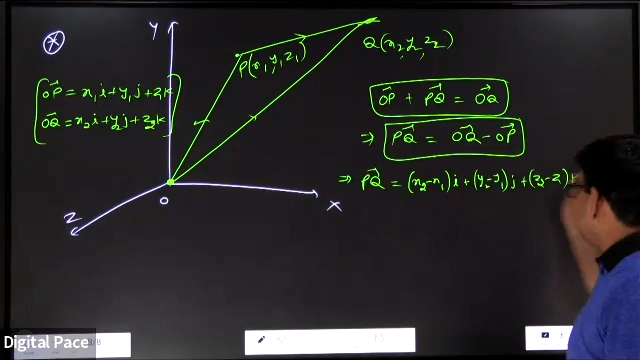 Y
Q(x₂, y₂, z₂)
P(x₁, y₁, z₁)
OP⃗ = x₁i + y₁j + z₁k
OQ⃗ = x₂i + y₂j + z₂k
OP⃗ + PQ⃗ = OQ⃗
⇒ PQ⃗ = OQ⃗ - OP⃗
⇒ PQ⃗ = (x₂-x₁)i + (y₂-y₁)j + (z₂-z₁)k
O
X
Z
Digital Pace